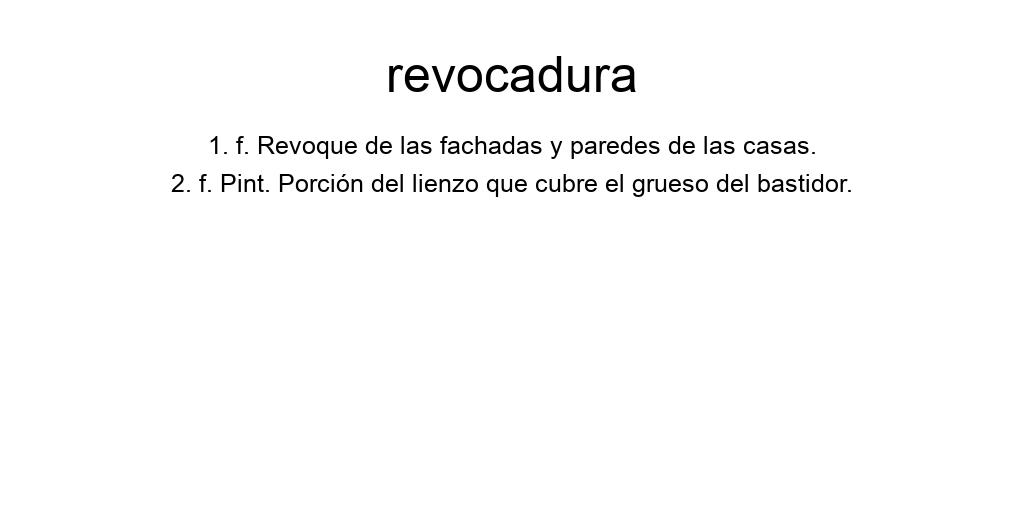 revocadura
1. f. Revoque de las fachadas y paredes de las casas.
2. f. Pint. Porción del lienzo que cubre el grueso del bastidor.